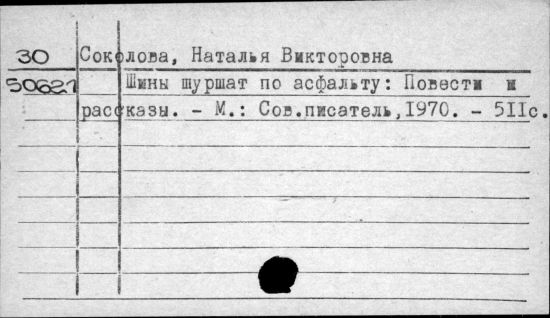 30 Соколова, Наталья Викторовна
50627 Шины шуршат по асфальту: Повести и
рассказы. - М.: Сов.писатель,1970. - 511с.